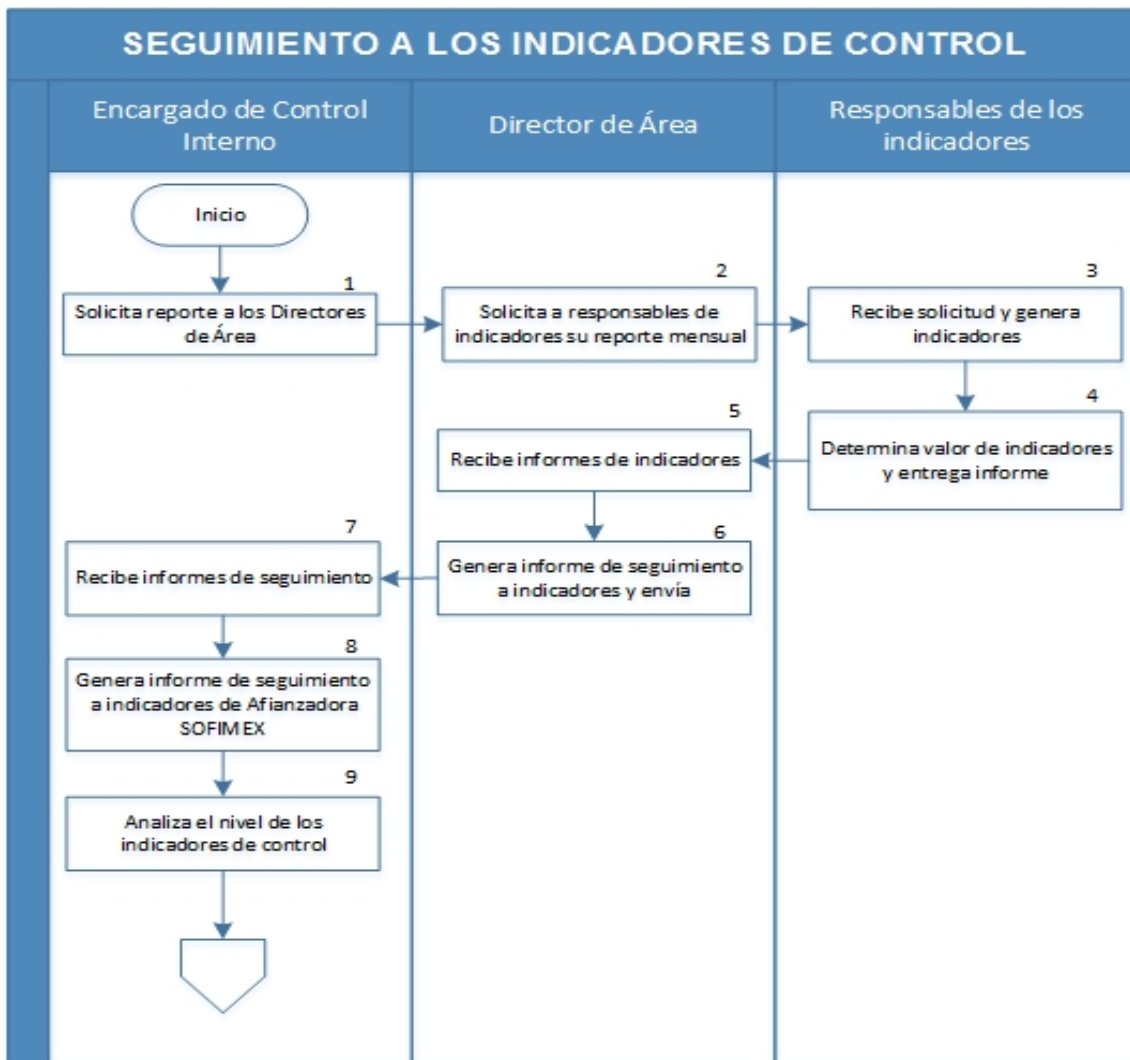 SEGUIMIENTO A LOS INDICADORES DE CONTROL
Encargado de Control
Interno
Director de Área
Responsables de los
indicadores
Inicio
1
Solicita reporte a los Directores
de Área
2
Solicita a responsables de
indicadores su reporte mensual
3
Recibe solicitud y genera
indicadores
4
Determina valor de indicadores
y entrega informe
5
Recibe informes de indicadores
6
Genera informe de seguimiento
a indicadores y envía
7
Recibe informes de seguimiento
8
Genera informe de seguimiento
a indicadores de Afianzadora
SOFIMEX
9
Analiza el nivel de los
indicadores de control